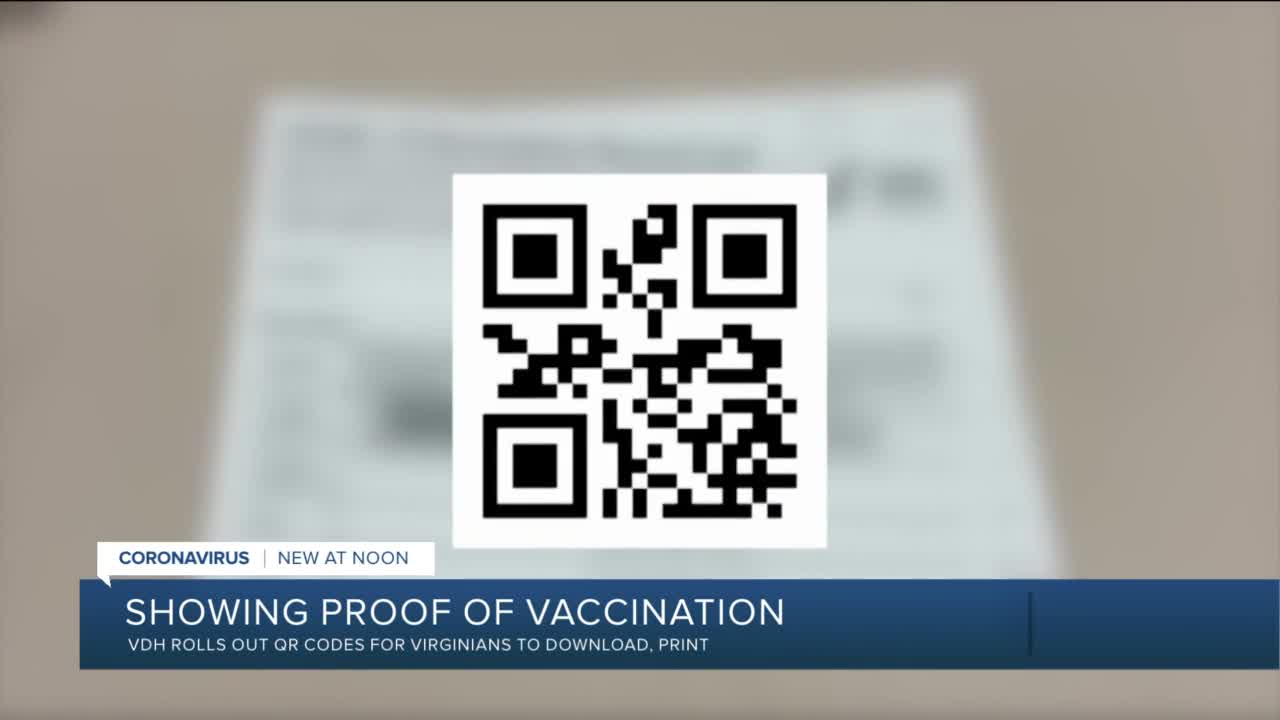 CORONAVIRUS | NEW AT NOON
SHOWING PROOF OF VACCINATION
VDH ROLLS OUT QR CODES FOR VIRGINIANS TO DOWNLOAD, PRINT